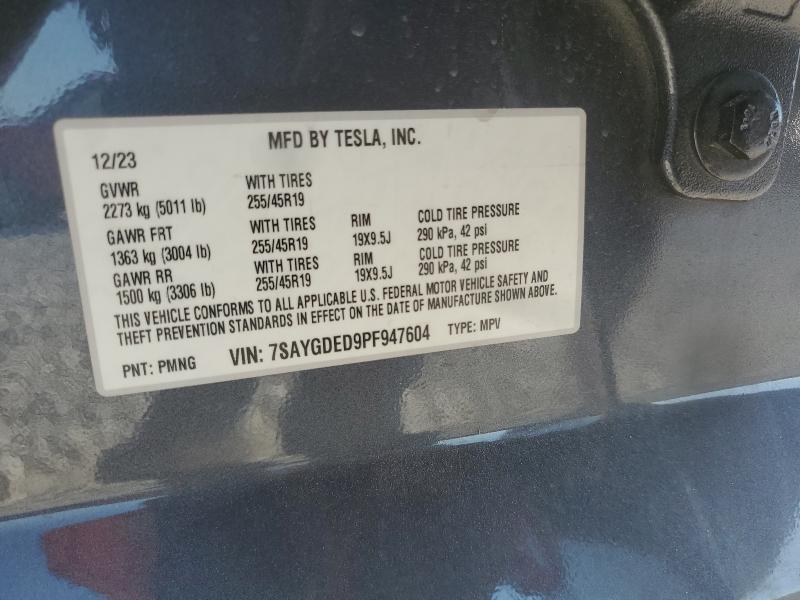 MFD BY TESLA, INC.
12/23
GVWR WITH TIRES
2273 kg (5011 lb) 255/45R19
GAWR FRT WITH TIRES RIM COLD TIRE PRESSURE
1363 kg (3004 lb) 255/45R19 19X9.5J 290 kPa, 42 psi
GAWR RR WITH TIRES RIM COLD TIRE PRESSURE
1500 kg (3306 lb) 255/45R19 19X9.5J 290 kPa, 42 psi
THIS VEHICLE CONFORMS TO ALL APPLICABLE U.S. FEDERAL MOTOR VEHICLE SAFETY AND
THEFT PREVENTION STANDARDS IN EFFECT ON THE DATE OF MANUFACTURE SHOWN ABOVE.
PNT: PMNG VIN: 7SAYGDED9PF947604 TYPE: MPV